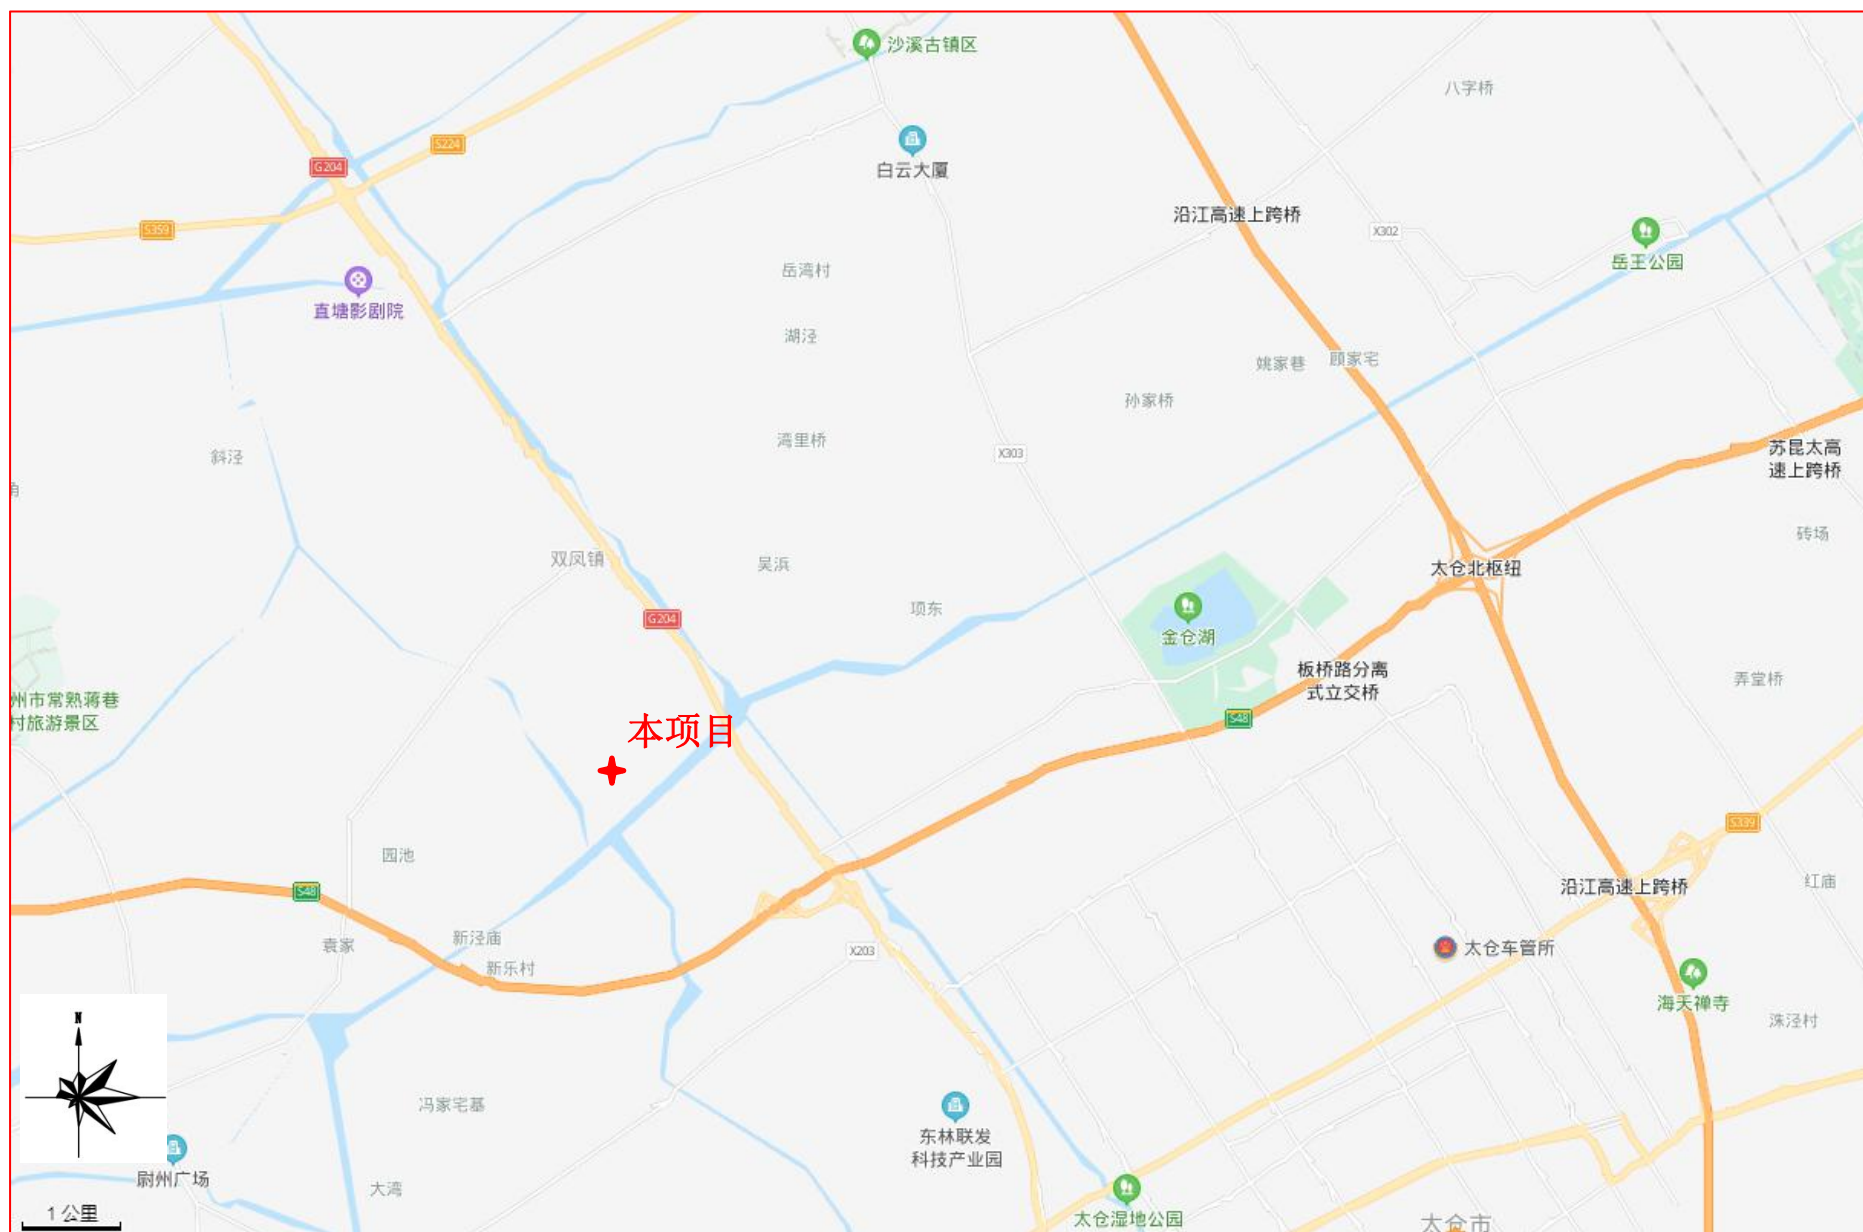 沙溪古镇区
八字桥
S224
白云大厦
G204
沿江高速上跨桥
X302
S359
岳王公园
岳湾村
直塘影剧院
湖泾
姚家巷
顾家宅
孙家桥
湾里桥
X303
苏昆太高
速上跨桥
斜泾
砖场
双凤镇
吴浜
太仓北枢纽
项东
G204
金仓湖
板桥路分离
式立交桥
弄堂桥
州市常熟蒋巷
村旅游景区
S48
本项目
S339
园池
红庙
S48
沿江高速上跨桥
新泾庙
袁家
X203
太仓车管所
新乐村
海天禅寺
N
洙泾村
冯家宅基
东林联发
科技产业园
尉州广场
大湾
1 公里
太仓湿地公园
太仓市